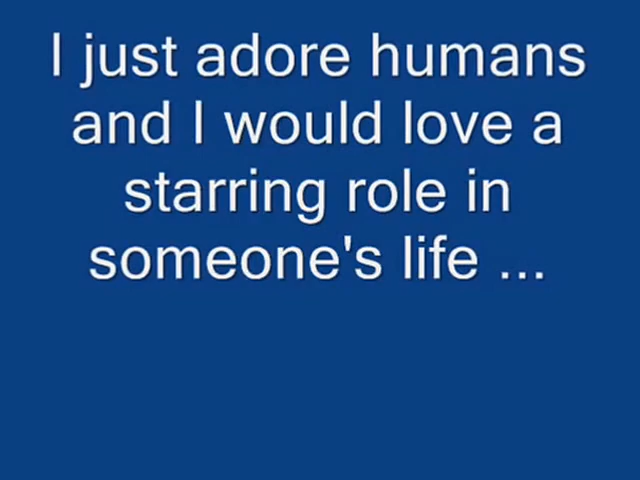 I just adore humans
and I would love a
starring role in
someone's life ...